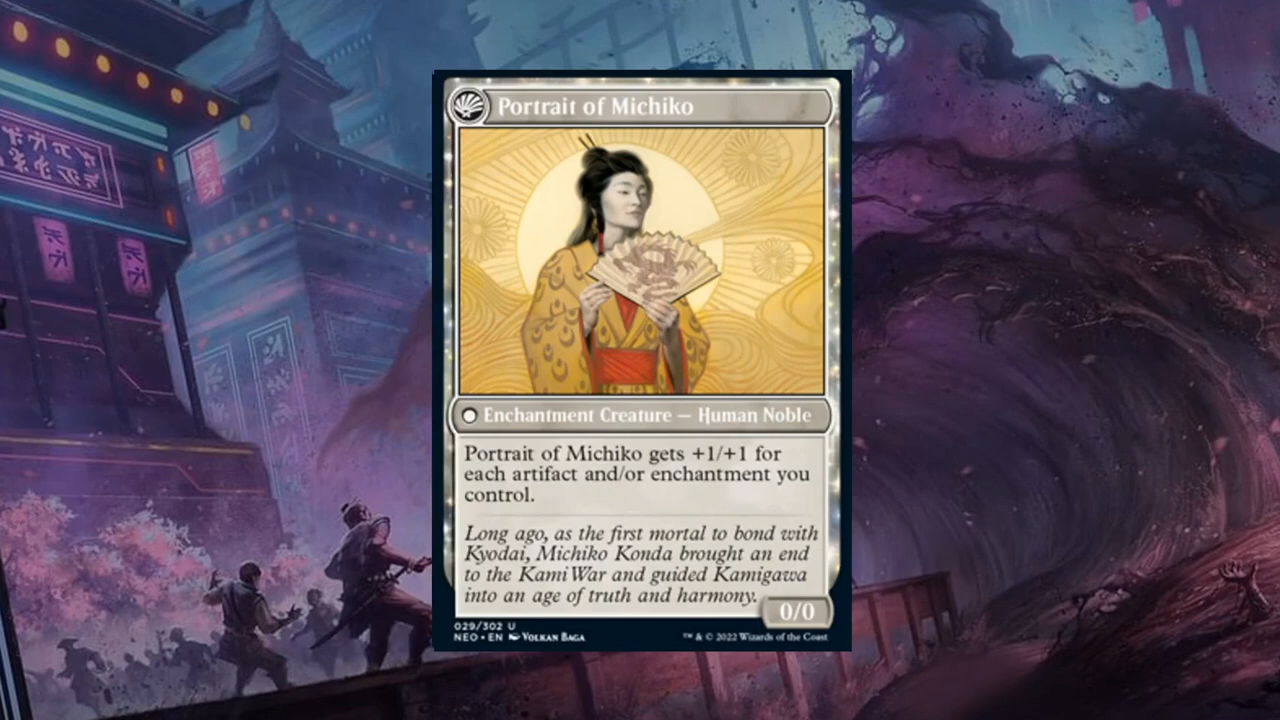 Portrait of Michiko
Enchantment Creature — Human Noble
Portrait of Michiko gets +1/+1 for
each artifact and/or enchantment you
control.
Long ago, as the first mortal to bond with
Kyodai, Michiko Konda brought an end
to the Kami War and guided Kamigawa
into an age of truth and harmony.
0/0
029/302 U
NEO • EN Volkan Baga
™ & © 2022 Wizards of the Coast